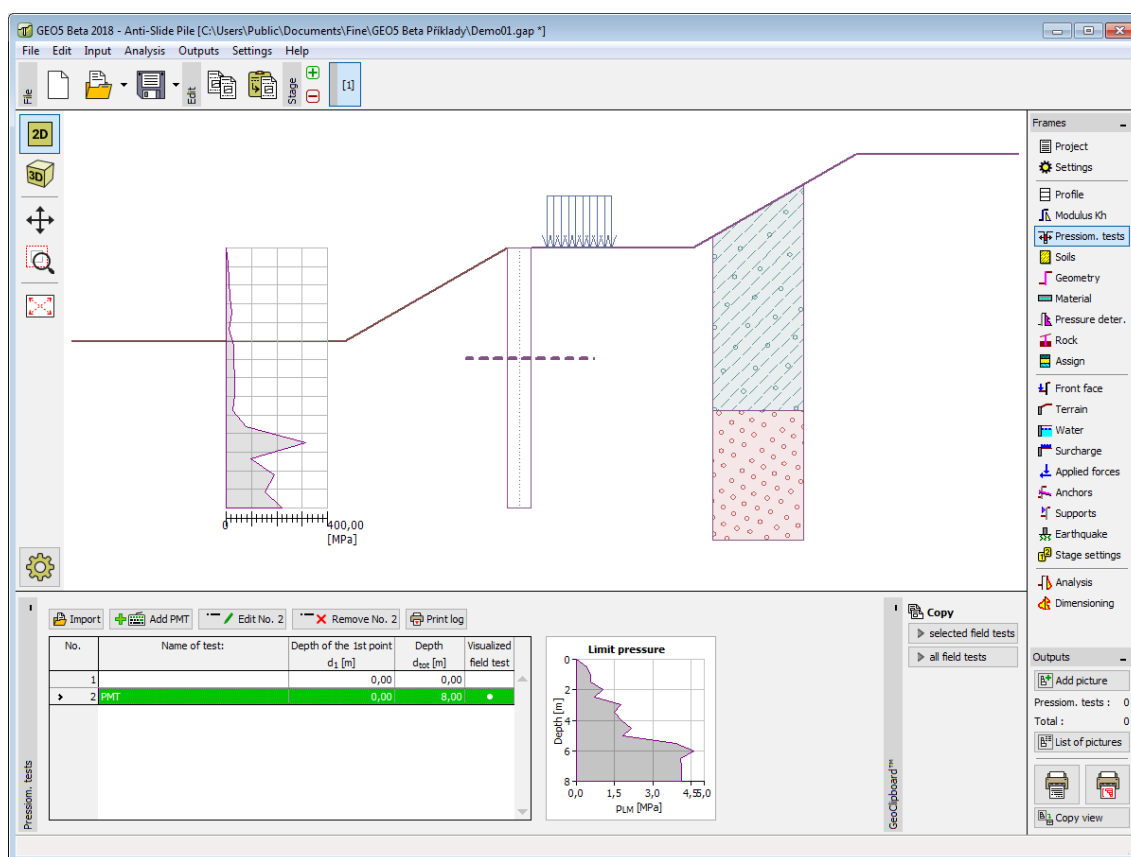 GEO5 Beta 2018 - Anti-Slide Pile [C:\Users\Public\Documents\Fine\GEO5 Beta Příklady\Demo01.gap *]
File Edit Input Analysis Outputs Settings Help
File
Edit
Stage
[1]
2D
3D
0 400,00
[MPa]
Frames
Project
Settings
Profile
Modulus Kh
Pressiom. tests
Soils
Geometry
Material
Pressure deter.
Rock
Assign
Front face
Terrain
Water
Surcharge
Applied forces
Anchors
Supports
Earthquake
Stage settings
Analysis
Dimensioning
Outputs
Add picture
Pressiom. tests : 0
Total : 0
List of pictures
Copy view
Pressiom. tests
Import Add PMT Edit No. 2 Remove No. 2 Print log
No. Name of test: Depth of the 1st point Depth Visualized
d1 [m] dtot [m] field test
1 0,00 0,00
> 2 PMT 0,00 8,00
Limit pressure
Depth [m]
0
2
4
6
8
0,0 1,5 3,0 4,5 5,0
PLM [MPa]
GeoClipboard™
Copy
selected field tests
all field tests